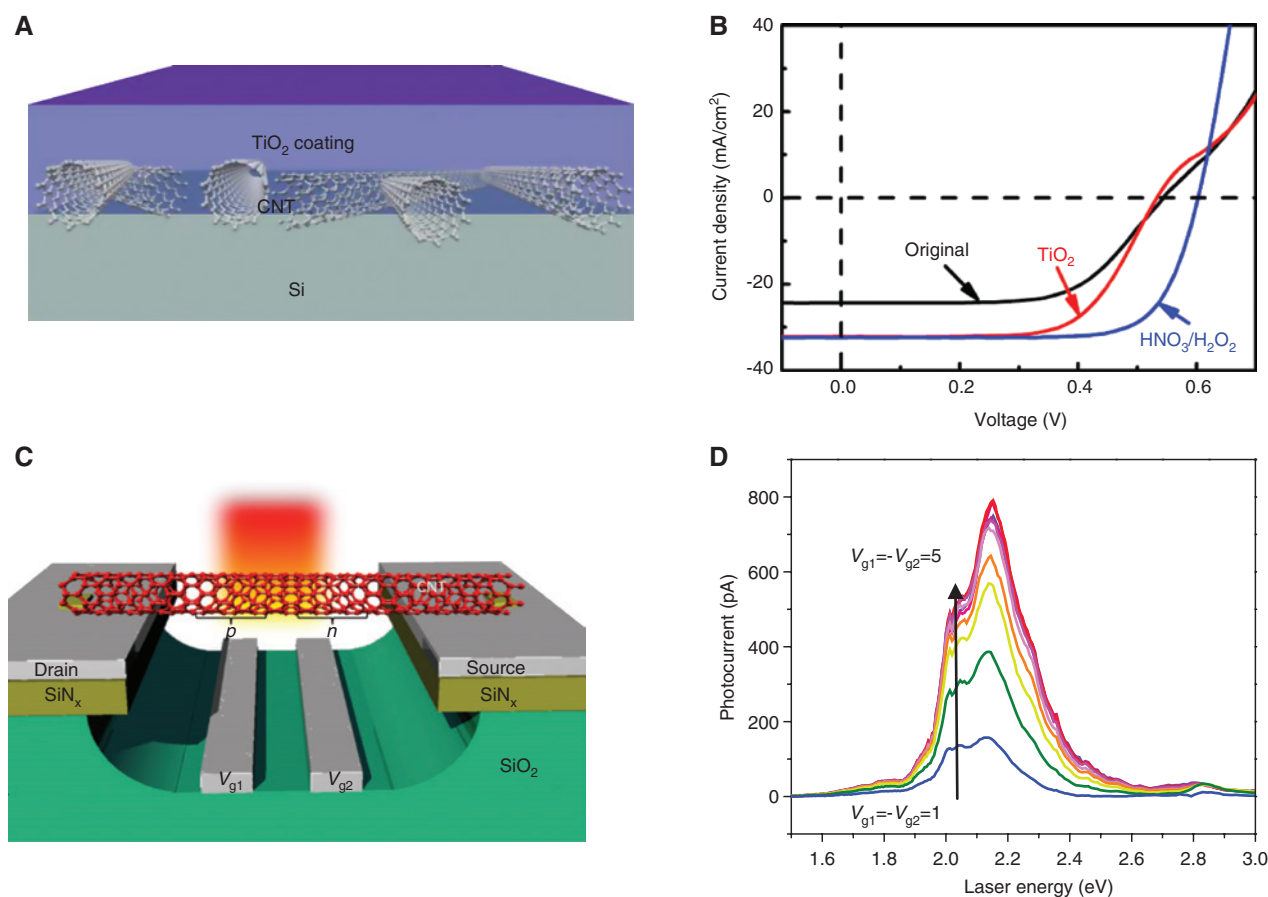 A
TiO2 coating
CNT
Si
B
Current density (mA/cm2)
40
20
0
-20
-40
Original
TiO2
HNO3/H2O2
0.0 0.2 0.4 0.6
Voltage (V)
C
CNT
p n
Drain Source
SiNx SiNx
SiO2
Vg1 Vg2
D
Photocurrent (pA)
800
600
400
200
0
Vg1=-Vg2=5
Vg1=-Vg2=1
1.6 1.8 2.0 2.2 2.4 2.6 2.8 3.0
Laser energy (eV)